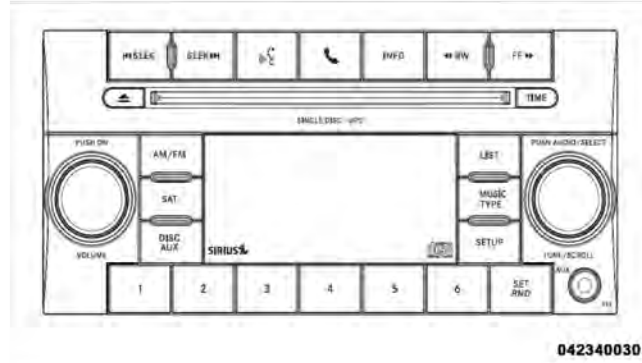 SEEK
SEEK
INFO
RW
FF
TIME
SINGLE DISC - MP3
PUSH ON
VOLUME
AM/FM
SAT
DISC
AUX
SIRIUS
LIST
MUSIC
TYPE
SETUP
PUSH AUDIO/SELECT
TUNE/SCROLL
AUX
1
2
3
4
5
6
SET
RND
042340030